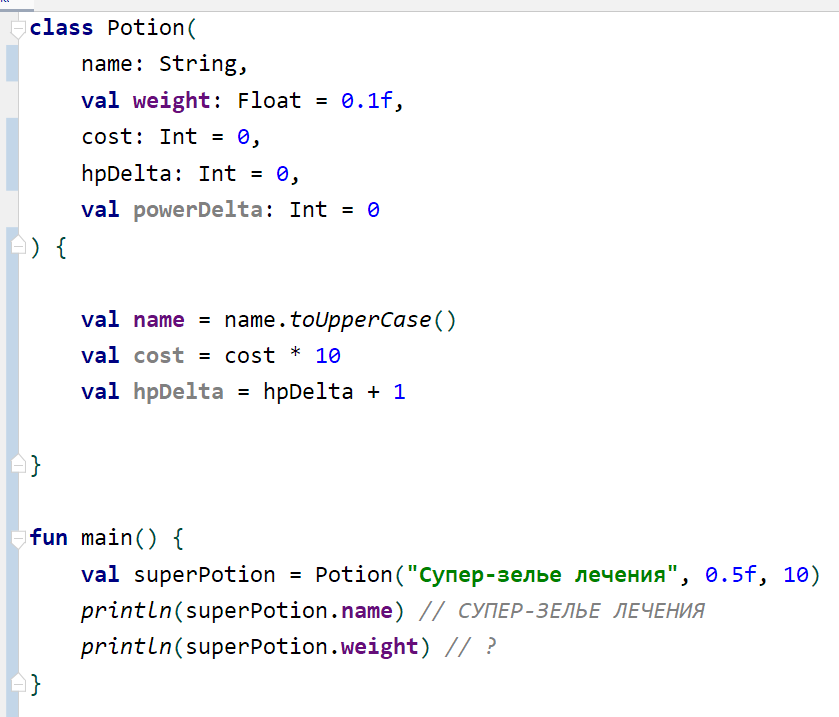 class Potion(
    name: String,
    val weight: Float = 0.1f,
    cost: Int = 0,
    hpDelta: Int = 0,
    val powerDelta: Int = 0
) {
    val name = name.toUpperCase()
    val cost = cost * 10
    val hpDelta = hpDelta + 1
}
fun main() {
    val superPotion = Potion("Супер-зелье лечения", 0.5f, 10)
    println(superPotion.name) // СУПЕР-ЗЕЛЬЕ ЛЕЧЕНИЯ
    println(superPotion.weight) // ?
}